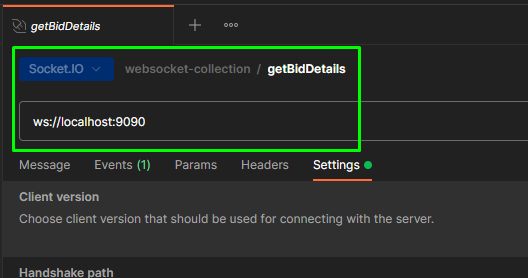 getBidDetails
Socket.IO websocket-collection / getBidDetails
ws://localhost:9090
Message Events (1) Params Headers Settings
Client version
Choose client version that should be used for connecting with the server.
Handshake path